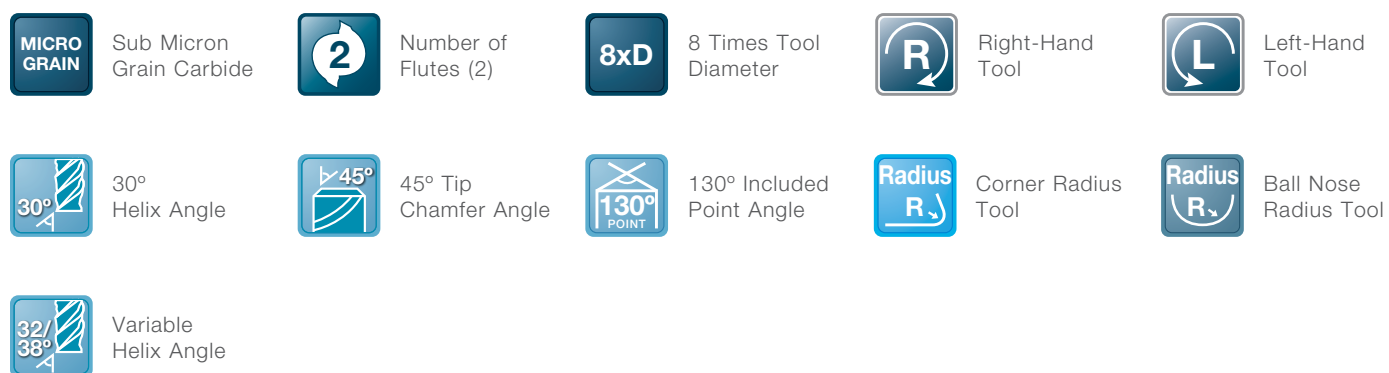 MICRO
GRAIN
Sub Micron
Grain Carbide
2
Number of
Flutes (2)
8xD
8 Times Tool
Diameter
R
Right-Hand
Tool
L
Left-Hand
Tool
30º
30º
Helix Angle
45º
45º Tip
Chamfer Angle
130º
POINT
130º Included
Point Angle
Radius
R
Corner Radius
Tool
Radius
R
Ball Nose
Radius Tool
32/
38º
Variable
Helix Angle